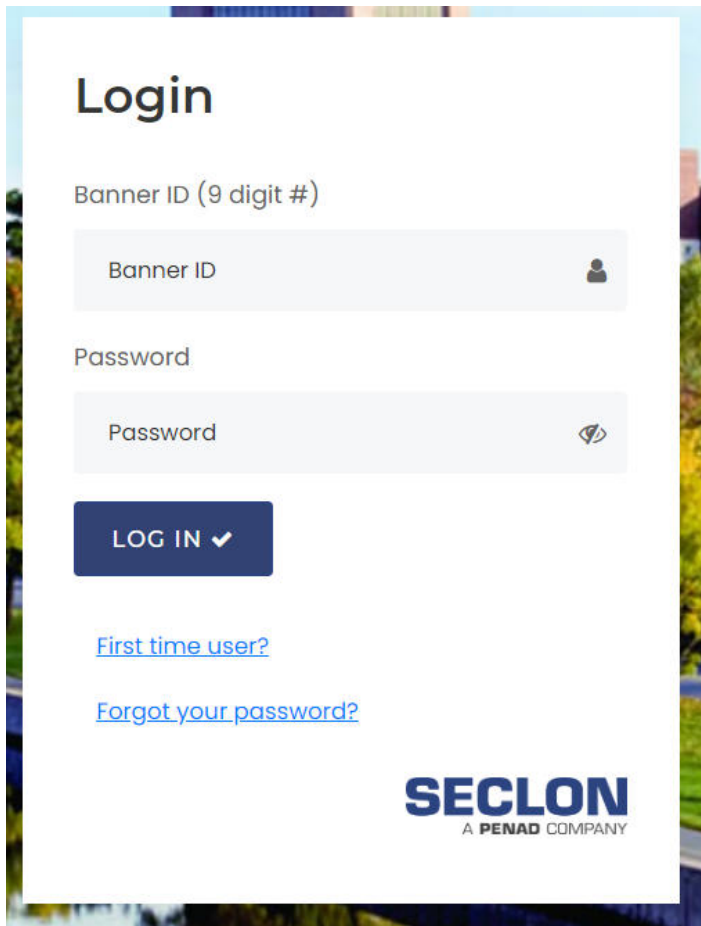 Login
Banner ID (9 digit #)
Banner ID
Password
Password
LOG IN
First time user?
Forgot your password?
SECLON
A PENAD COMPANY